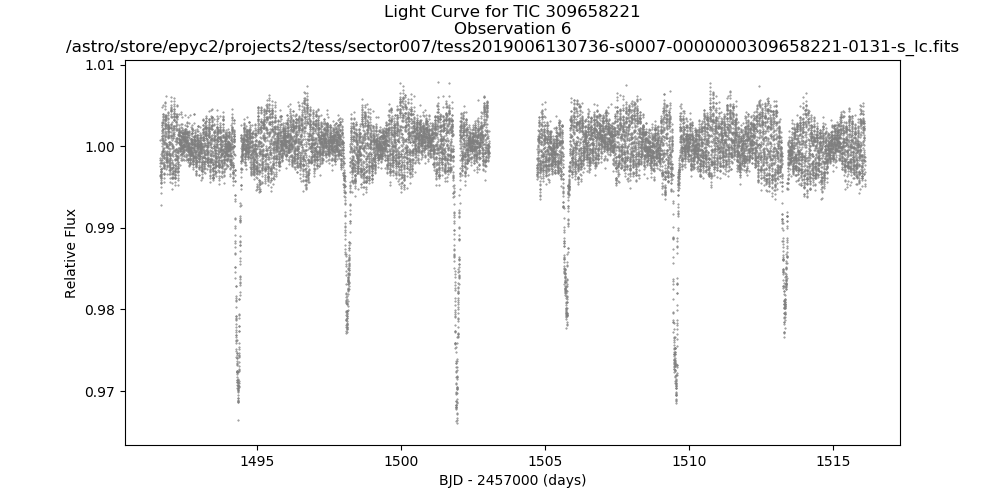 Light Curve for TIC 309658221
Observation 6
/astro/store/epyc2/projects2/tess/sector007/tess2019006130736-s0007-0000000309658221-0131-s_lc.fits
1.01
1.00
0.99
0.98
0.97
Relative Flux
1495
1500
1505
1510
1515
BJD - 2457000 (days)